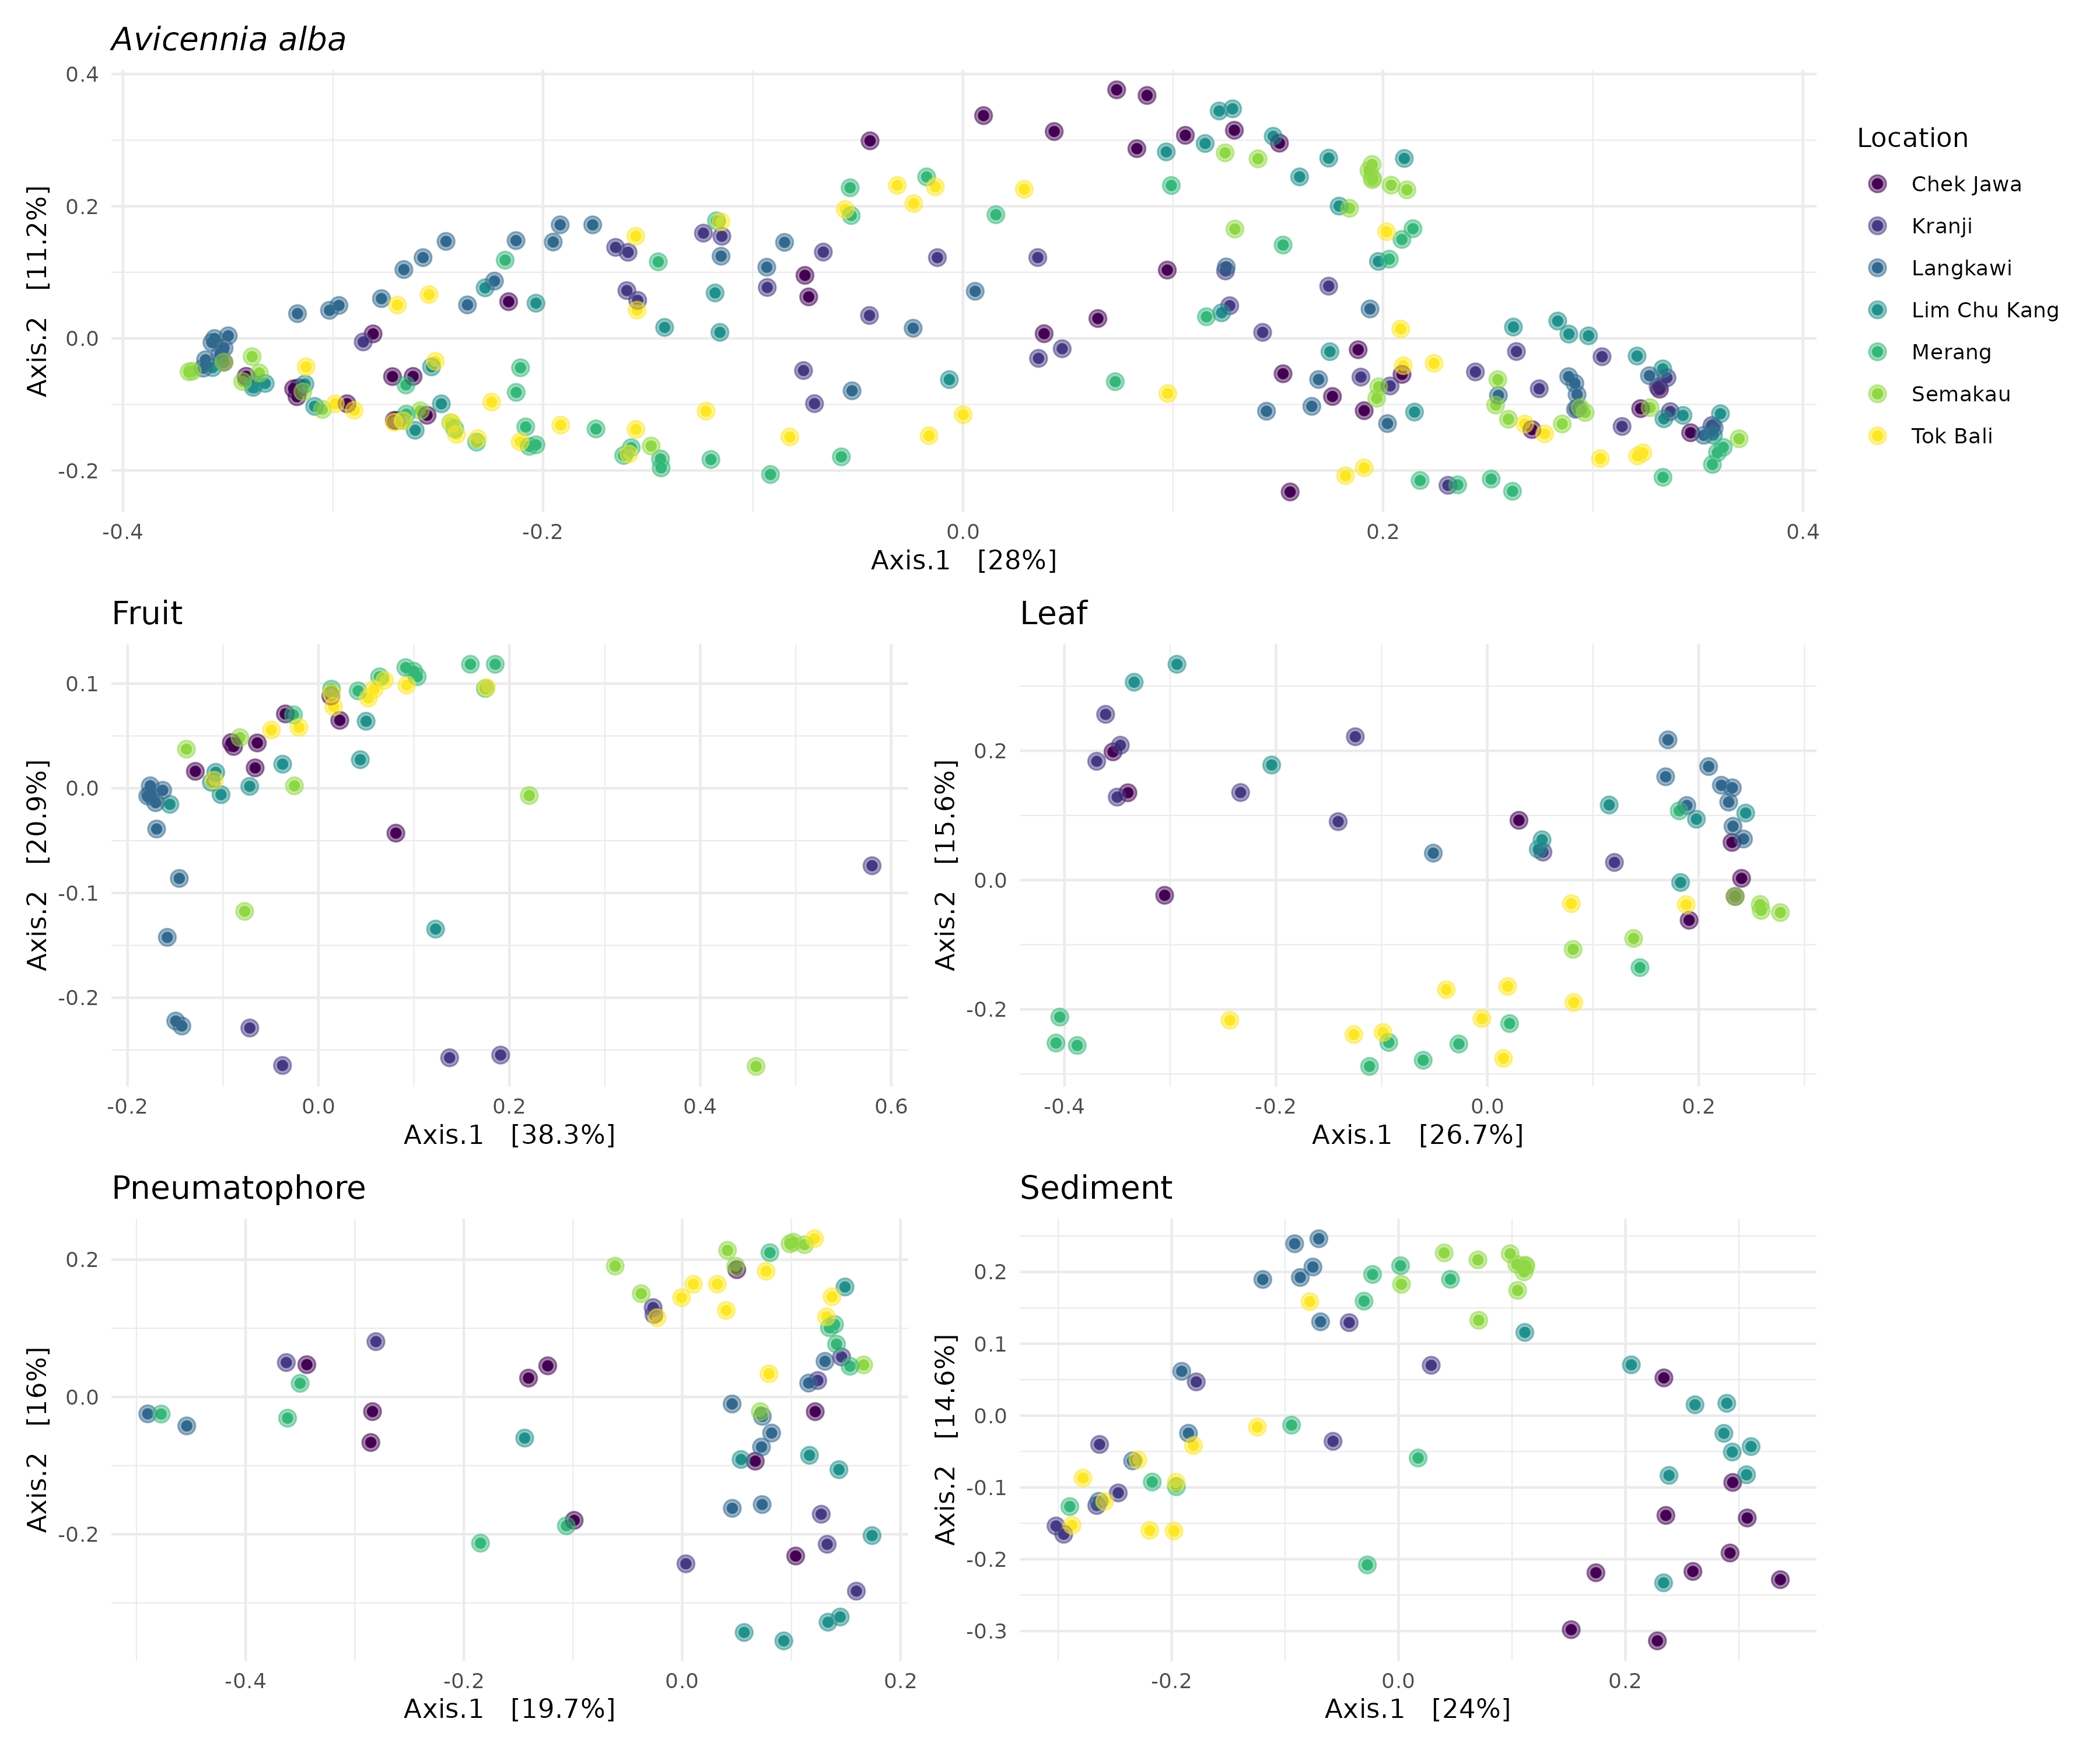 Avicennia alba
0.4
0.2
0.0
-0.2
Axis.2 [11.2%]
-0.4 -0.2 0.0 0.2 0.4
Axis.1 [28%]
Location
Chek Jawa
Kranji
Langkawi
Lim Chu Kang
Merang
Semakau
Tok Bali
Fruit
0.1
0.0
-0.1
-0.2
Axis.2 [20.9%]
-0.2 0.0 0.2 0.4 0.6
Axis.1 [38.3%]
Leaf
0.2
0.0
-0.2
Axis.2 [15.6%]
-0.4 -0.2 0.0 0.2
Axis.1 [26.7%]
Pneumatophore
0.2
0.0
-0.2
Axis.2 [16%]
-0.4 -0.2 0.0 0.2
Axis.1 [19.7%]
Sediment
0.2
0.1
0.0
-0.1
-0.2
-0.3
Axis.2 [14.6%]
-0.2 0.0 0.2
Axis.1 [24%]